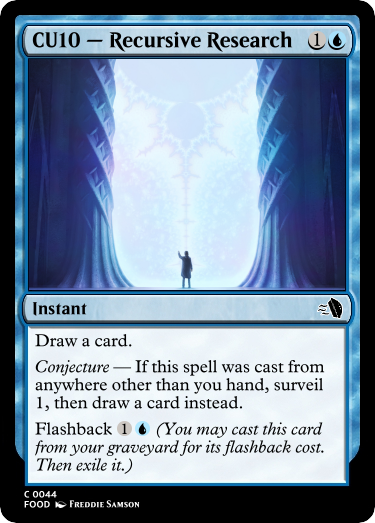 CU10 — Recursive Research 1
Instant
Draw a card.
Conjecture — If this spell was cast from
anywhere other than you hand, surveil
1, then draw a card instead.
Flashback 1 (You may cast this card
from your graveyard for its flashback cost.
Then exile it.)
C 0044
FOOD Freddie Samson